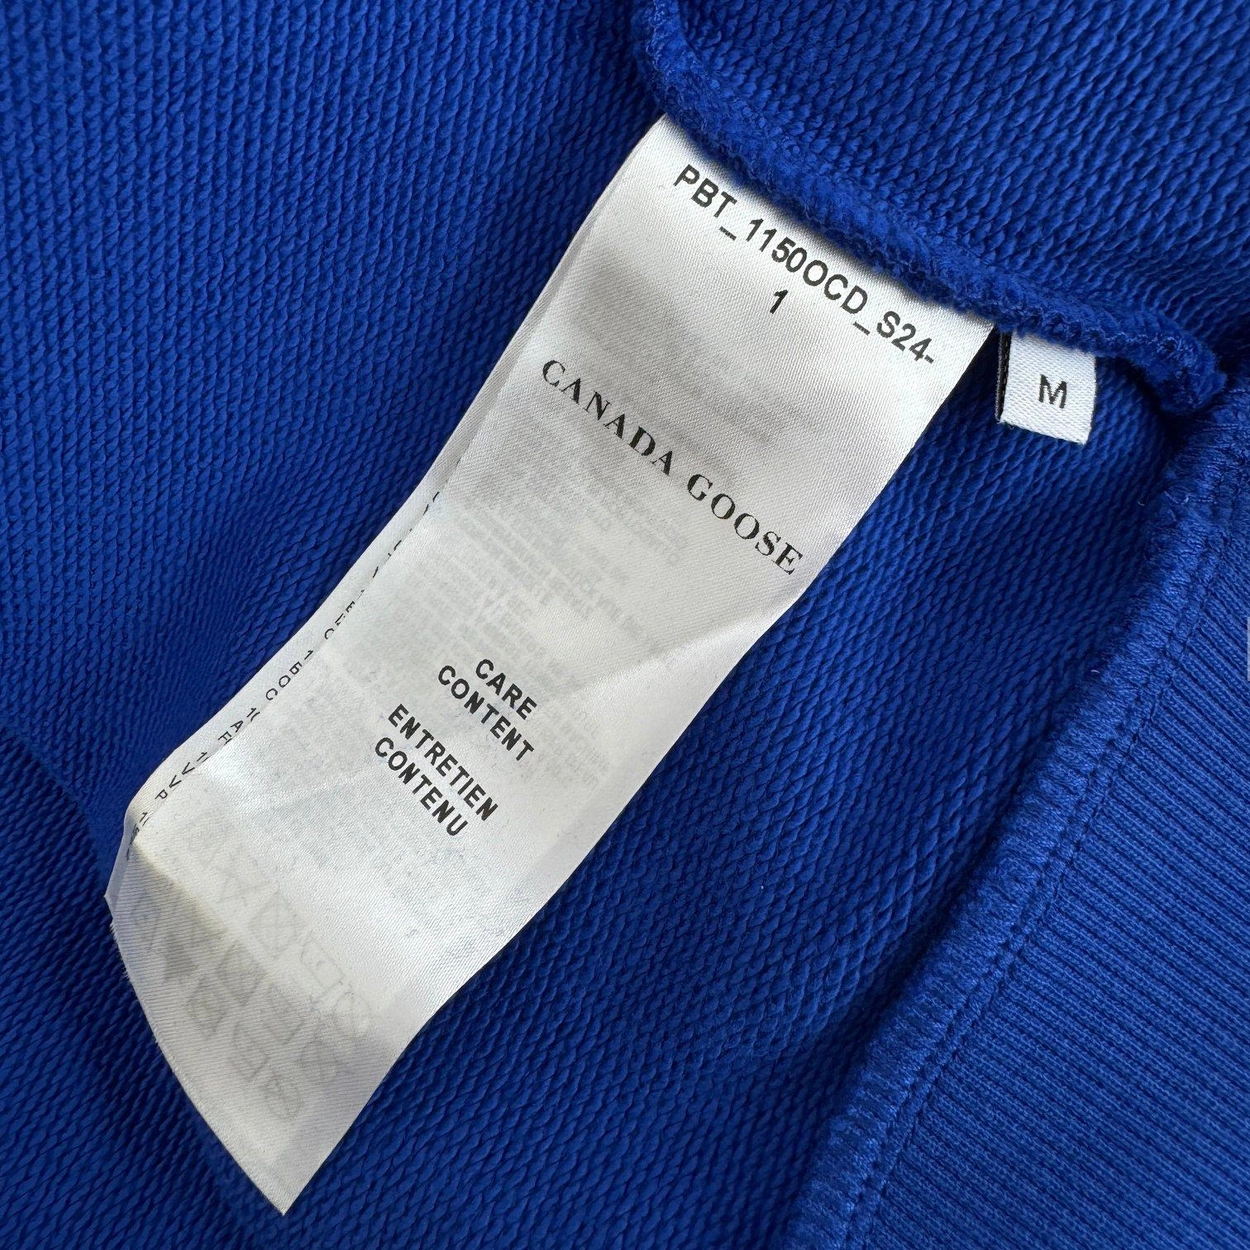 PBT_1150OCD_S24-
1
CANADA GOOSE
CARE
CONTENT
ENTRETIEN
CONTENU
M